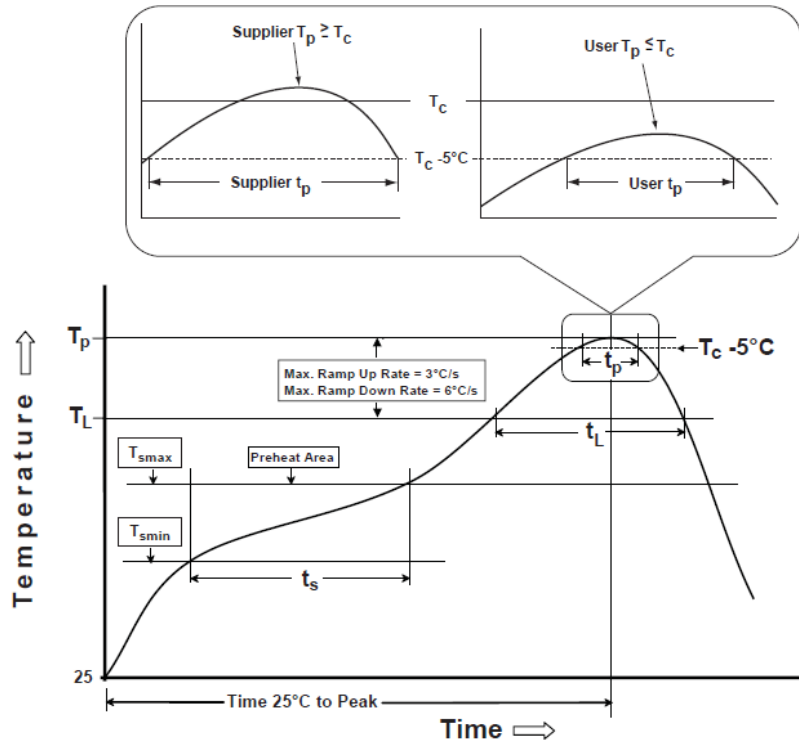 Supplier Tp ≥ Tc
User Tp ≤ Tc
Tc
Tc -5°C
Supplier tp
User tp
Tp
Tc -5°C
tp
Max. Ramp Up Rate = 3°C/s
Max. Ramp Down Rate = 6°C/s
TL
tL
Tsmax
Preheat Area
Tsmin
ts
Temperature
25
Time 25°C to Peak
Time